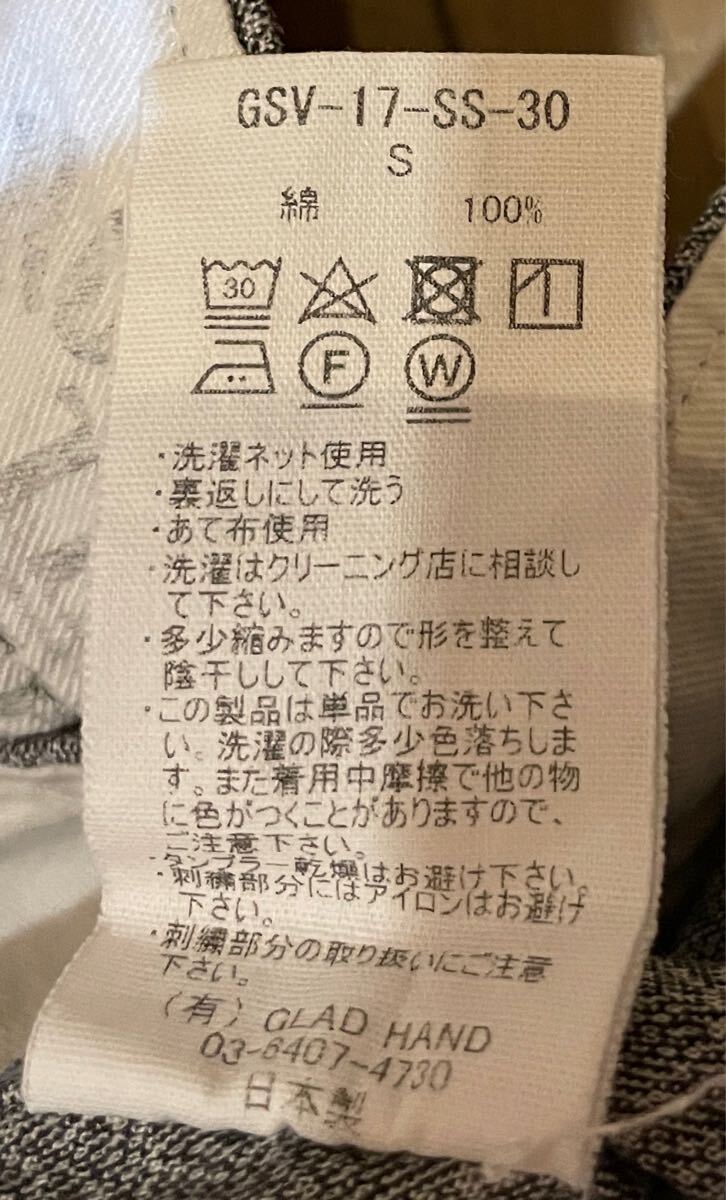 GSV-17-SS-30
S
綿 100%
30
F W
・洗濯ネット使用
・裏返しにして洗う
・あて布使用
・洗濯はクリーニング店に相談し
て下さい。
・多少縮みますので形を整えて
陰干しして下さい。
・この製品は単品でお洗い下さ
い。洗濯の際多少色落ちしま
す。また着用中摩擦で他の物
に色がつくことがありますので、
ご注意下さい。
・タンブラー乾燥はお避け下さい。
・刺繍部分にはアイロンはお避け
下さい。
・刺繍部分の取り扱いにご注意
下さい。
(有) GLAD HAND
03-6407-4730
日本製